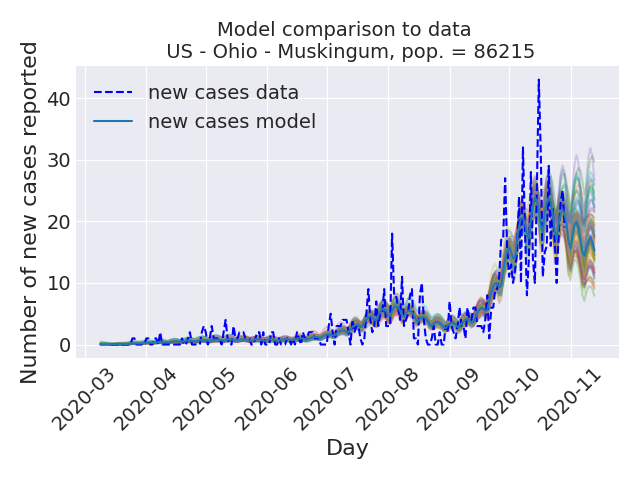 Model comparison to data
US - Ohio - Muskingum, pop. = 86215
Number of new cases reported
new cases data
new cases model
40
30
20
10
0
2020-03
2020-04
2020-05
2020-06
2020-07
2020-08
2020-09
2020-10
2020-11
Day